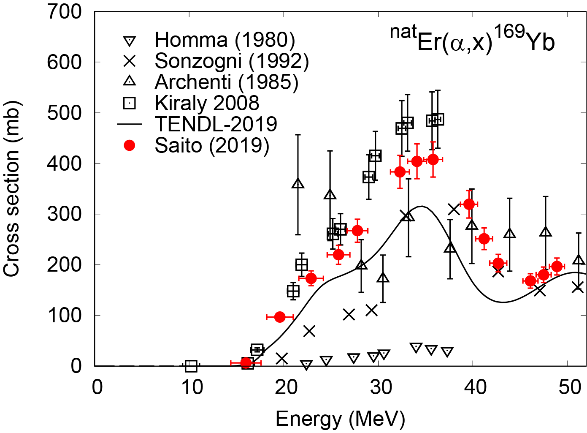 700
600
500
400
300
200
100
0
Cross section (mb)
natEr(α,x)169Yb
Homma (1980)
Sonzogni (1992)
Archenti (1985)
Kiraly 2008
TENDL-2019
Saito (2019)
0 10 20 30 40 50
Energy (MeV)